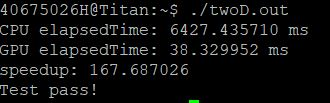 40675026H@Titan:~$ ./twoD.out
CPU elapsedTime: 6427.435710 ms
GPU elapsedTime: 38.329952 ms
speedup: 167.687026
Test pass!